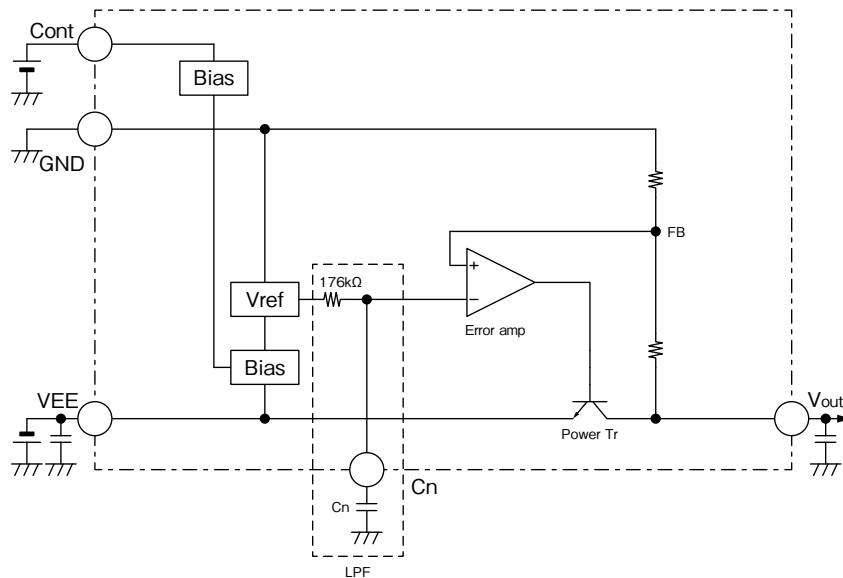 Cont
Bias
GND
FB
176kΩ
+
Vref
−
Error amp
Bias
VEE
Vout
Power Tr
Cn
Cn
LPF